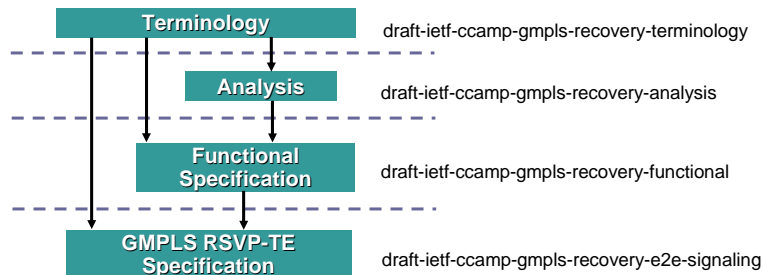 Terminology
draft-ietf-ccamp-gmpls-recovery-terminology
Analysis
draft-ietf-ccamp-gmpls-recovery-analysis
Functional
Specification
draft-ietf-ccamp-gmpls-recovery-functional
GMPLS RSVP-TE
Specification
draft-ietf-ccamp-gmpls-recovery-e2e-signaling